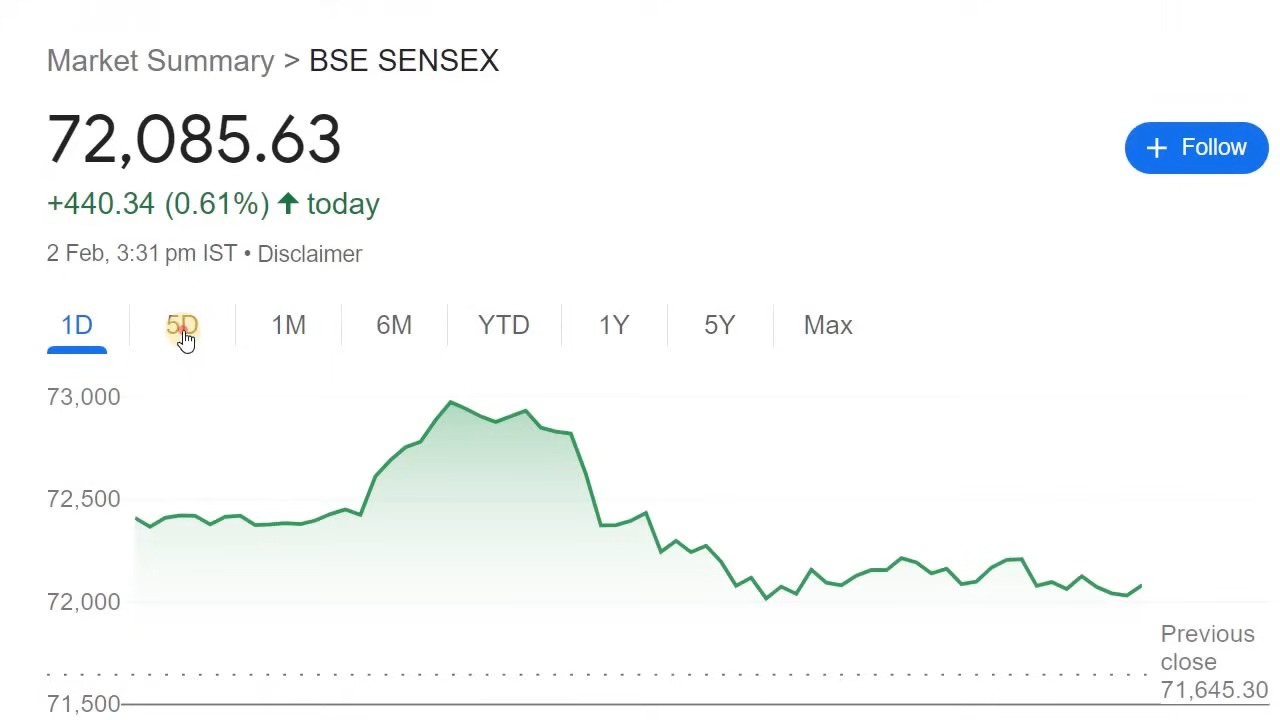 Market Summary > BSE SENSEX
72,085.63
+ Follow
+440.34 (0.61%) ↑ today
2 Feb, 3:31 pm IST • Disclaimer
1D 5D 1M 6M YTD 1Y 5Y Max
73,000
72,500
72,000
Previous
close
71,645.30
71,500